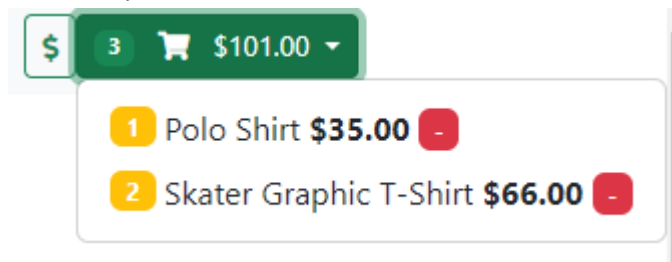 $ 3 $101.00
1 Polo Shirt $35.00 -
2 Skater Graphic T-Shirt $66.00 -